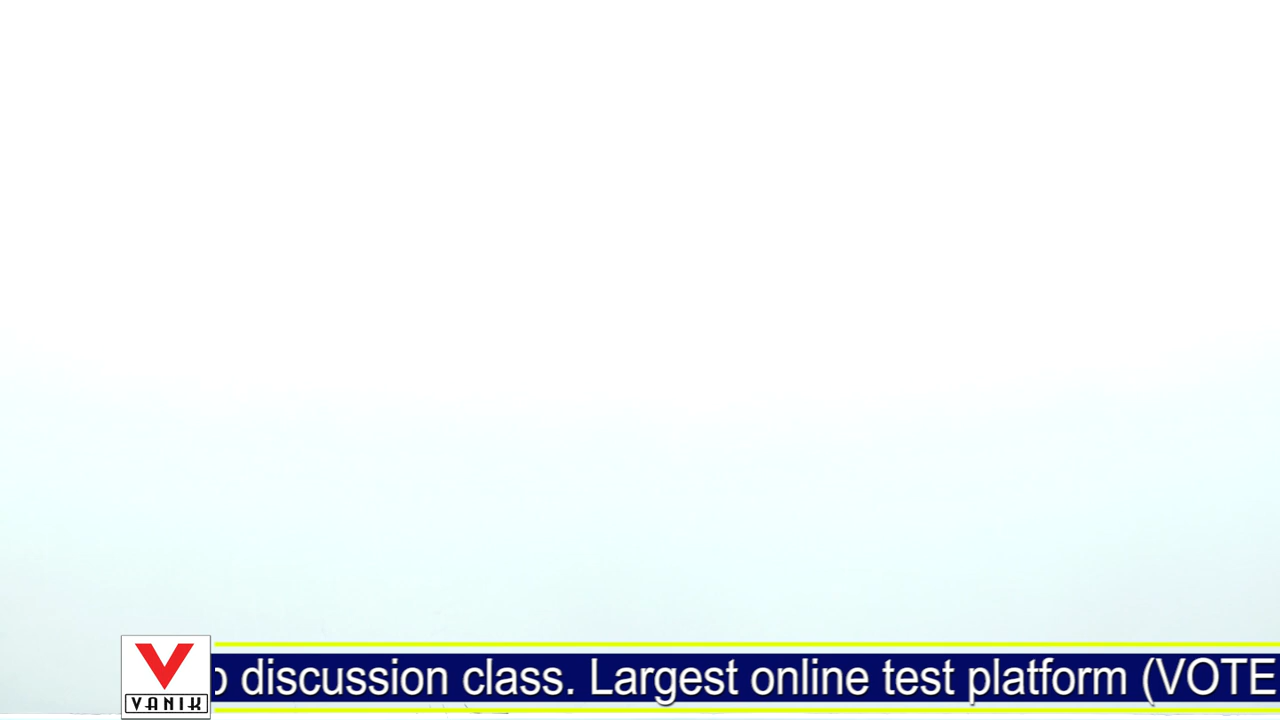 discussion class. Largest online test platform (VOTE
V
VANIK